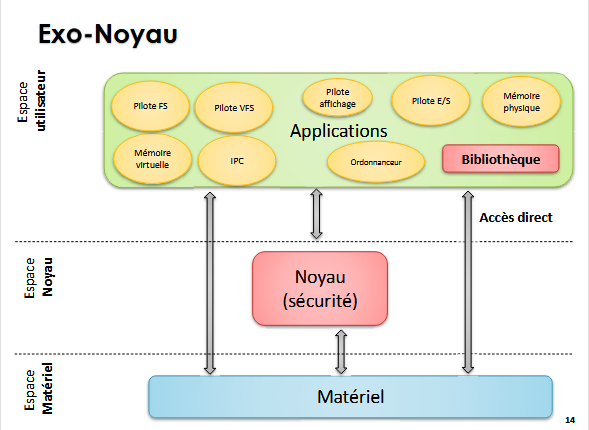 Exo-Noyau
Espace
utilisateur
Pilote FS
Pilote VFS
Pilote
affichage
Pilote E/S
Mémoire
physique
Applications
Mémoire
virtuelle
IPC
Ordonnanceur
Bibliothèque
Accès direct
Espace
Noyau
Noyau
(sécurité)
Espace
Matériel
Matériel
14